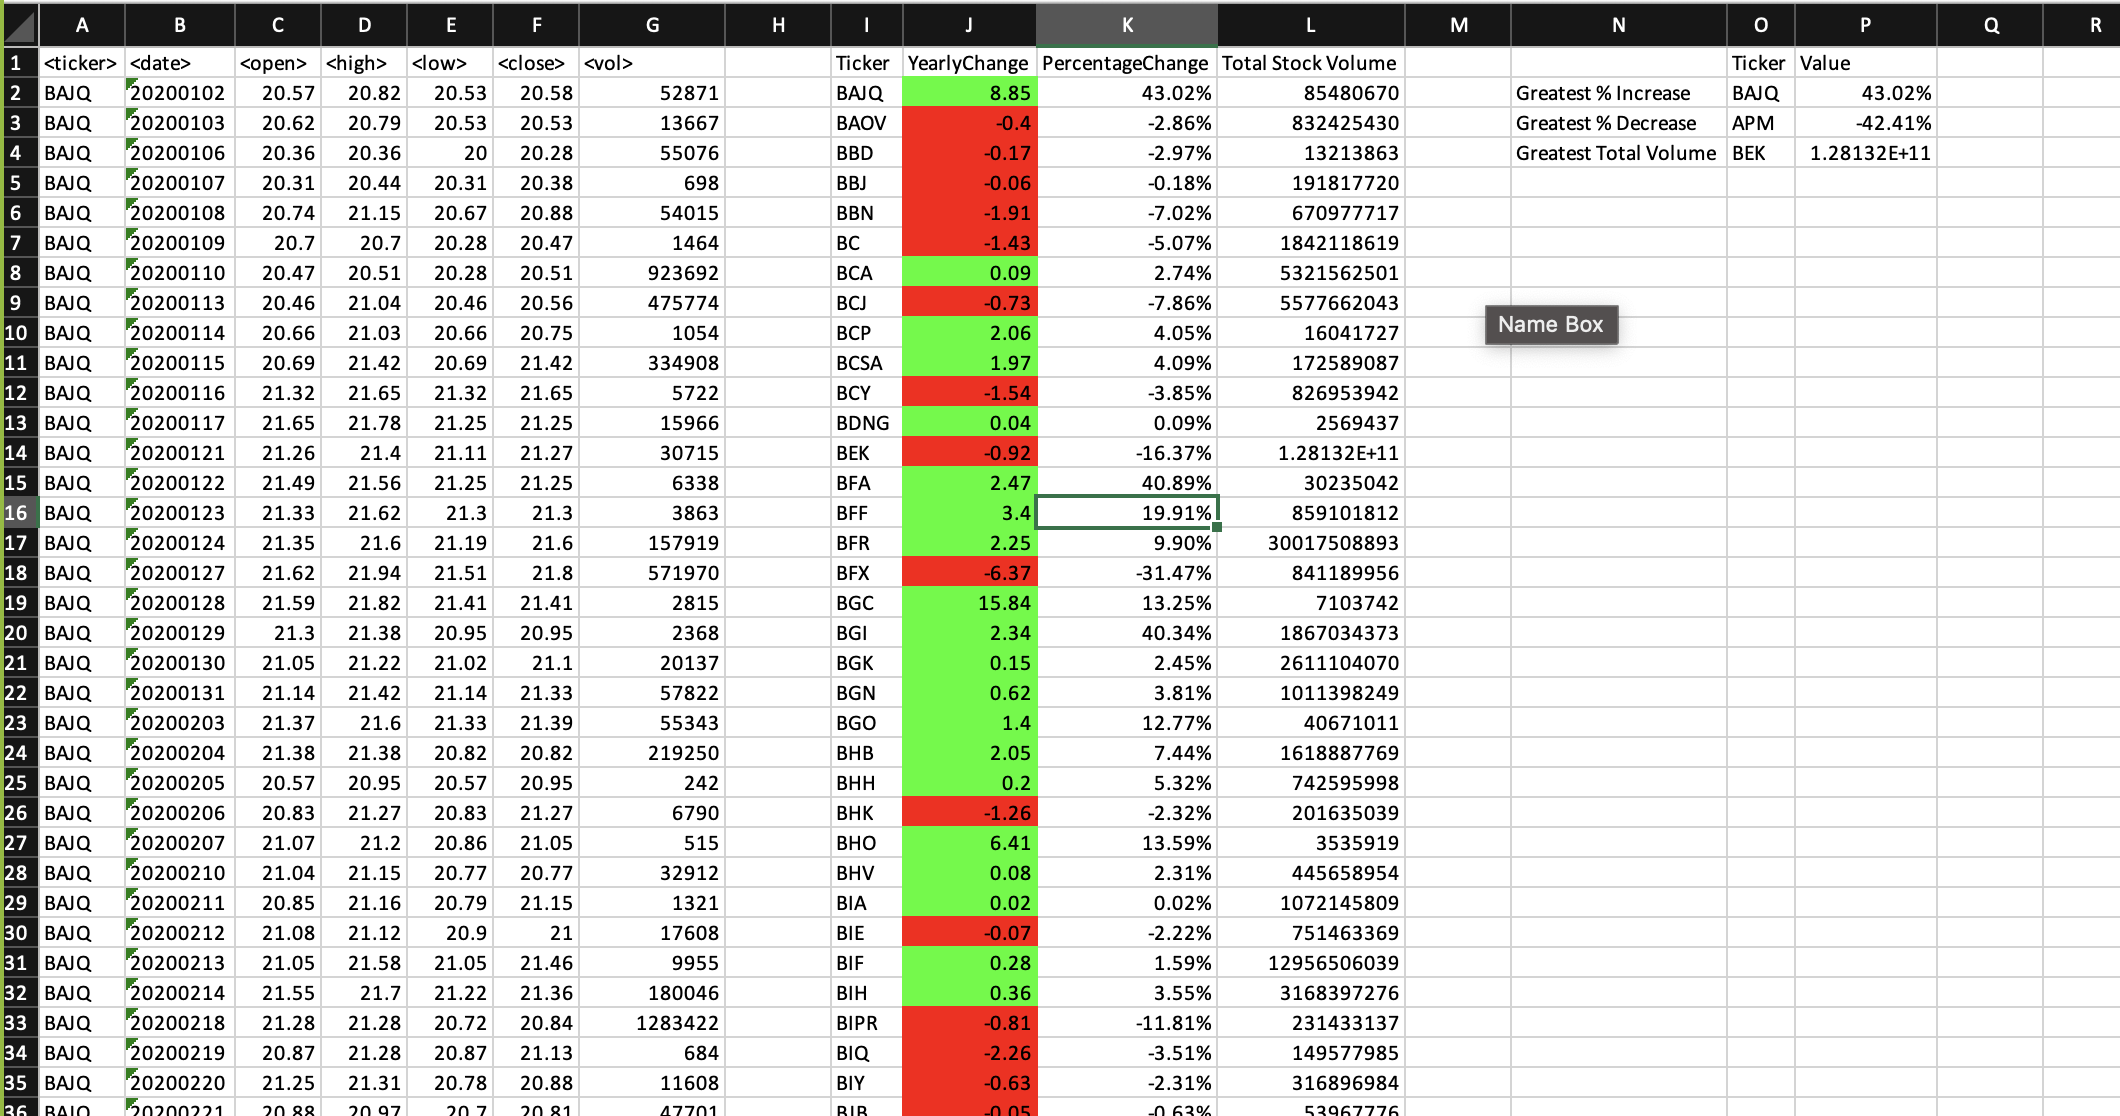 A B C D E F G H I J K L M N O P Q R
1 <ticker> <date> <open> <high> <low> <close> <vol> Ticker YearlyChange PercentageChange Total Stock Volume Ticker Value
2 BAJQ 20200102 20.57 20.82 20.53 20.58 52871 BAJQ 8.85 43.02% 85480670 Greatest % Increase BAJQ 43.02%
3 BAJQ 20200103 20.62 20.79 20.53 20.53 13667 BAOV -0.4 -2.86% 832425430 Greatest % Decrease APM -42.41%
4 BAJQ 20200106 20.36 20.36 20 20.28 55076 BBD -0.17 -2.97% 13213863 Greatest Total Volume BEK 1.28132E+11
5 BAJQ 20200107 20.31 20.44 20.31 20.38 698 BBJ -0.06 -0.18% 191817720
6 BAJQ 20200108 20.74 21.15 20.67 20.88 54015 BBN -1.91 -7.02% 670977717
7 BAJQ 20200109 20.7 20.7 20.28 20.47 1464 BC -1.43 -5.07% 1842118619
8 BAJQ 20200110 20.47 20.51 20.28 20.51 923692 BCA 0.09 2.74% 5321562501
9 BAJQ 20200113 20.46 21.04 20.46 20.56 475774 BCJ -0.73 -7.86% 5577662043
10 BAJQ 20200114 20.66 21.03 20.66 20.75 1054 BCP 2.06 4.05% 16041727 Name Box
11 BAJQ 20200115 20.69 21.42 20.69 21.42 334908 BCSA 1.97 4.09% 172589087
12 BAJQ 20200116 21.32 21.65 21.32 21.65 5722 BCY -1.54 -3.85% 826953942
13 BAJQ 20200117 21.65 21.78 21.25 21.25 15966 BDNG 0.04 0.09% 2569437
14 BAJQ 20200121 21.26 21.4 21.11 21.27 30715 BEK -0.92 -16.37% 1.28132E+11
15 BAJQ 20200122 21.49 21.56 21.25 21.25 6338 BFA 2.47 40.89% 30235042
16 BAJQ 20200123 21.33 21.62 21.3 21.3 3863 BFF 3.4 19.91% 859101812
17 BAJQ 20200124 21.35 21.6 21.19 21.6 157919 BFR 2.25 9.90% 30017508893
18 BAJQ 20200127 21.62 21.94 21.51 21.8 571970 BFX -6.37 -31.47% 841189956
19 BAJQ 20200128 21.59 21.82 21.41 21.41 2815 BGC 15.84 13.25% 7103742
20 BAJQ 20200129 21.3 21.38 20.95 20.95 2368 BGI 2.34 40.34% 1867034373
21 BAJQ 20200130 21.05 21.22 21.02 21.1 20137 BGK 0.15 2.45% 2611104070
22 BAJQ 20200131 21.14 21.42 21.14 21.33 57822 BGN 0.62 3.81% 1011398249
23 BAJQ 20200203 21.37 21.6 21.33 21.39 55343 BGO 1.4 12.77% 40671011
24 BAJQ 20200204 21.38 21.38 20.82 20.82 219250 BHB 2.05 7.44% 1618887769
25 BAJQ 20200205 20.57 20.95 20.57 20.95 242 BHH 0.2 5.32% 742595998
26 BAJQ 20200206 20.83 21.27 20.83 21.27 6790 BHK -1.26 -2.32% 201635039
27 BAJQ 20200207 21.07 21.2 20.86 21.05 515 BHO 6.41 13.59% 3535919
28 BAJQ 20200210 21.04 21.15 20.77 20.77 32912 BHV 0.08 2.31% 445658954
29 BAJQ 20200211 20.85 21.16 20.79 21.15 1321 BIA 0.02 0.02% 1072145809
30 BAJQ 20200212 21.08 21.12 20.9 21 17608 BIE -0.07 -2.22% 751463369
31 BAJQ 20200213 21.05 21.58 21.05 21.46 9955 BIF 0.28 1.59% 12956506039
32 BAJQ 20200214 21.55 21.7 21.22 21.36 180046 BIH 0.36 3.55% 3168397276
33 BAJQ 20200218 21.28 21.28 20.72 20.84 1283422 BIPR -0.81 -11.81% 231433137
34 BAJQ 20200219 20.87 21.28 20.87 21.13 684 BIQ -2.26 -3.51% 149577985
35 BAJQ 20200220 21.25 21.31 20.78 20.88 11608 BIY -0.63 -2.31% 316896984
36 BAJQ 20200221 20.88 20.97 20.7 20.81 47701 -0.05 -0.63% 53967776